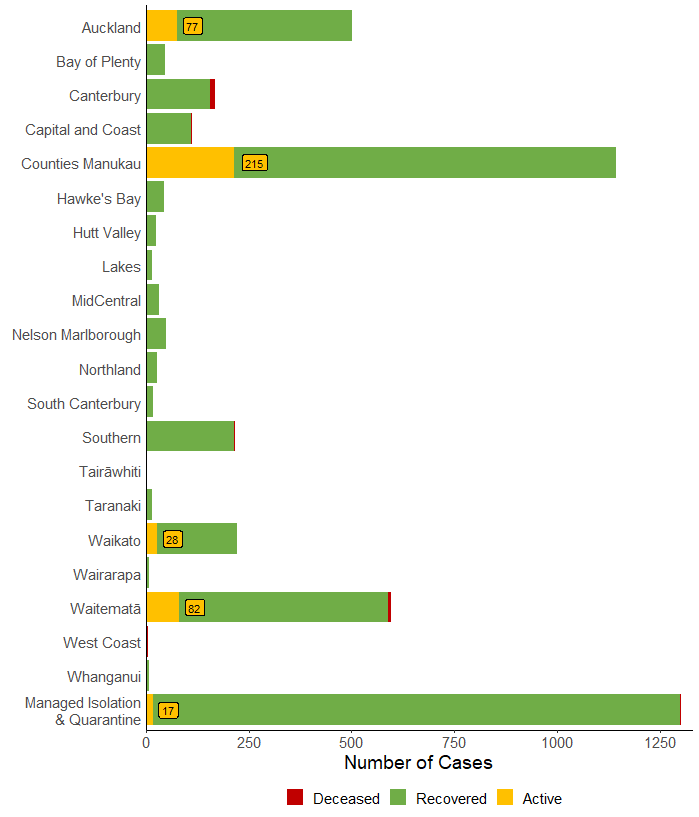 Auckland
77
Bay of Plenty
Canterbury
Capital and Coast
Counties Manukau
215
Hawke's Bay
Hutt Valley
Lakes
MidCentral
Nelson Marlborough
Northland
South Canterbury
Southern
Tairāwhiti
Taranaki
Waikato
28
Wairarapa
Waitematā
82
West Coast
Whanganui
Managed Isolation
& Quarantine
17
0 250 500 750 1000 1250
Number of Cases
Deceased Recovered Active